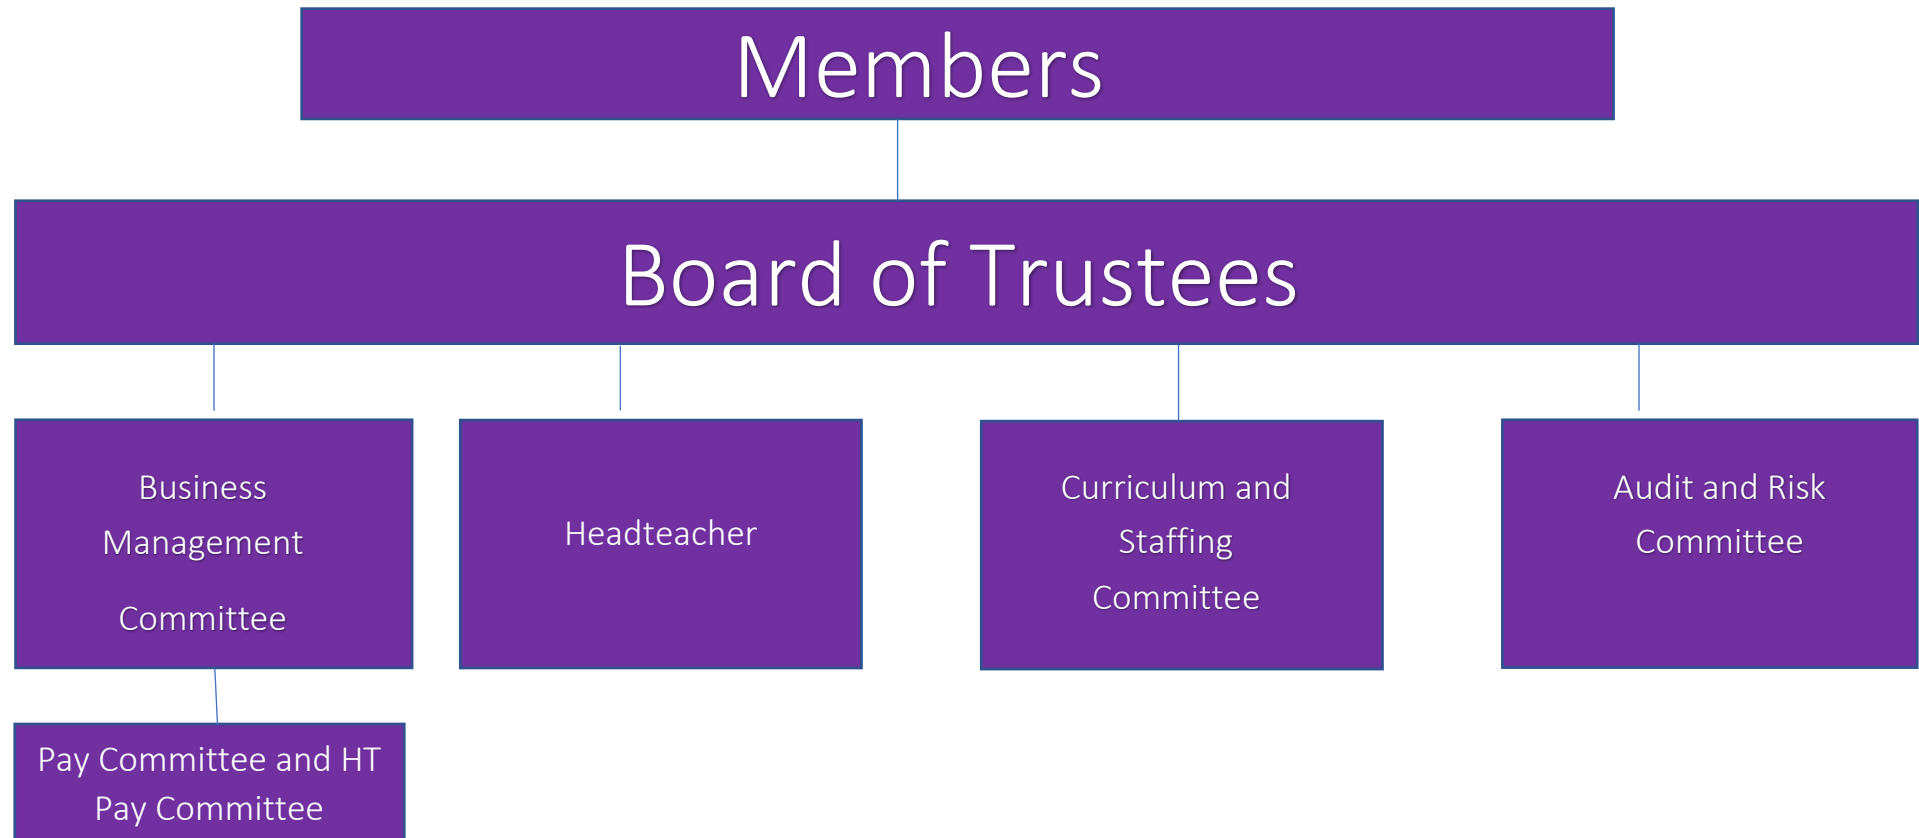 Members
Board of Trustees
Business
Management
Committee
Headteacher
Curriculum and
Staffing
Committee
Audit and Risk
Committee
Pay Committee and HT
Pay Committee